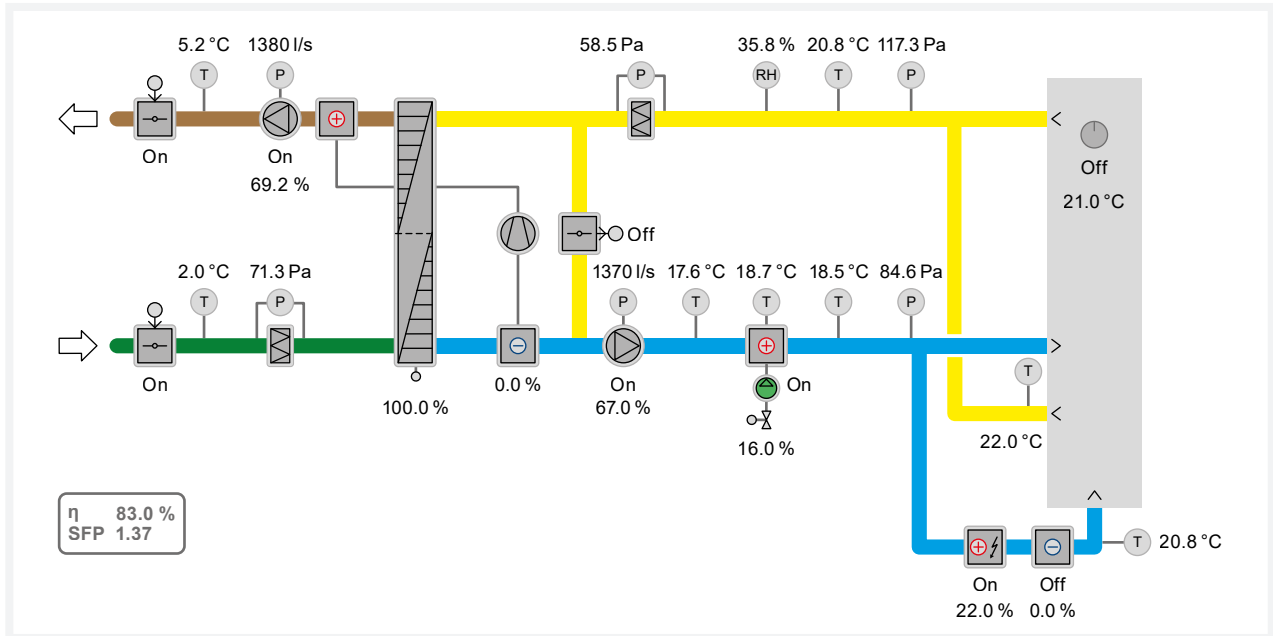 5.2 °C 1380 l/s 58.5 Pa 35.8 % 20.8 °C 117.3 Pa
T P P RH T P
On On Off
69.2 % 21.0 °C
Off
2.0 °C 71.3 Pa 1370 l/s 17.6 °C 18.7 °C 18.5 °C 84.6 Pa
T P P T T T P
T
On 0.0 % On On
100.0 % 67.0 %
22.0 °C
16.0 %
η 83.0 %
SFP 1.37
T 20.8 °C
On Off
22.0 % 0.0 %